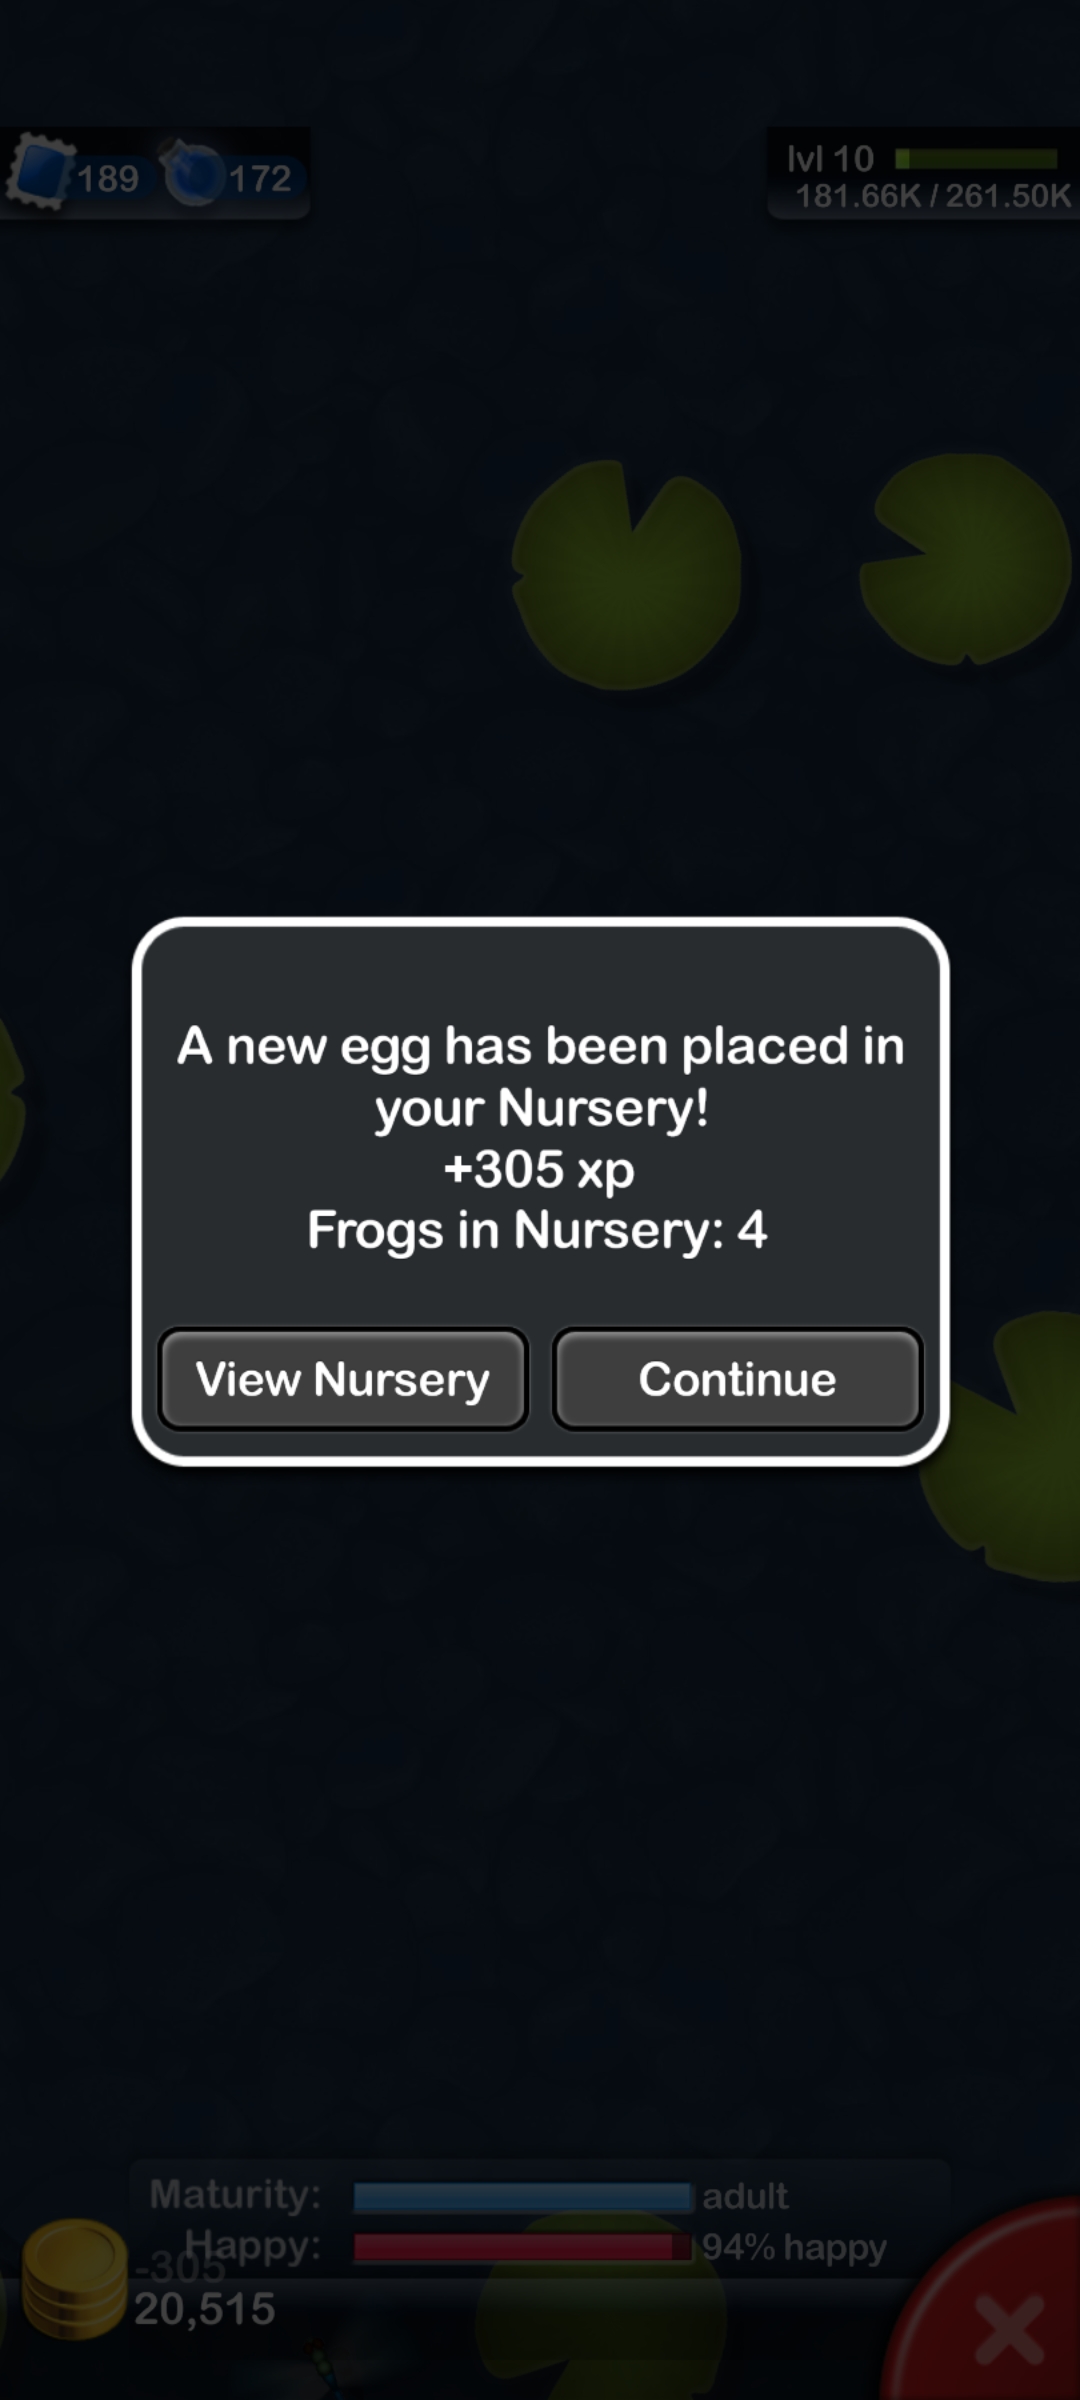 189 172
lvl 10
181.66K / 261.50K
A new egg has been placed in
your Nursery!
+305 xp
Frogs in Nursery: 4
View Nursery Continue
Maturity: adult
Happy: 94% happy
-305
20,515